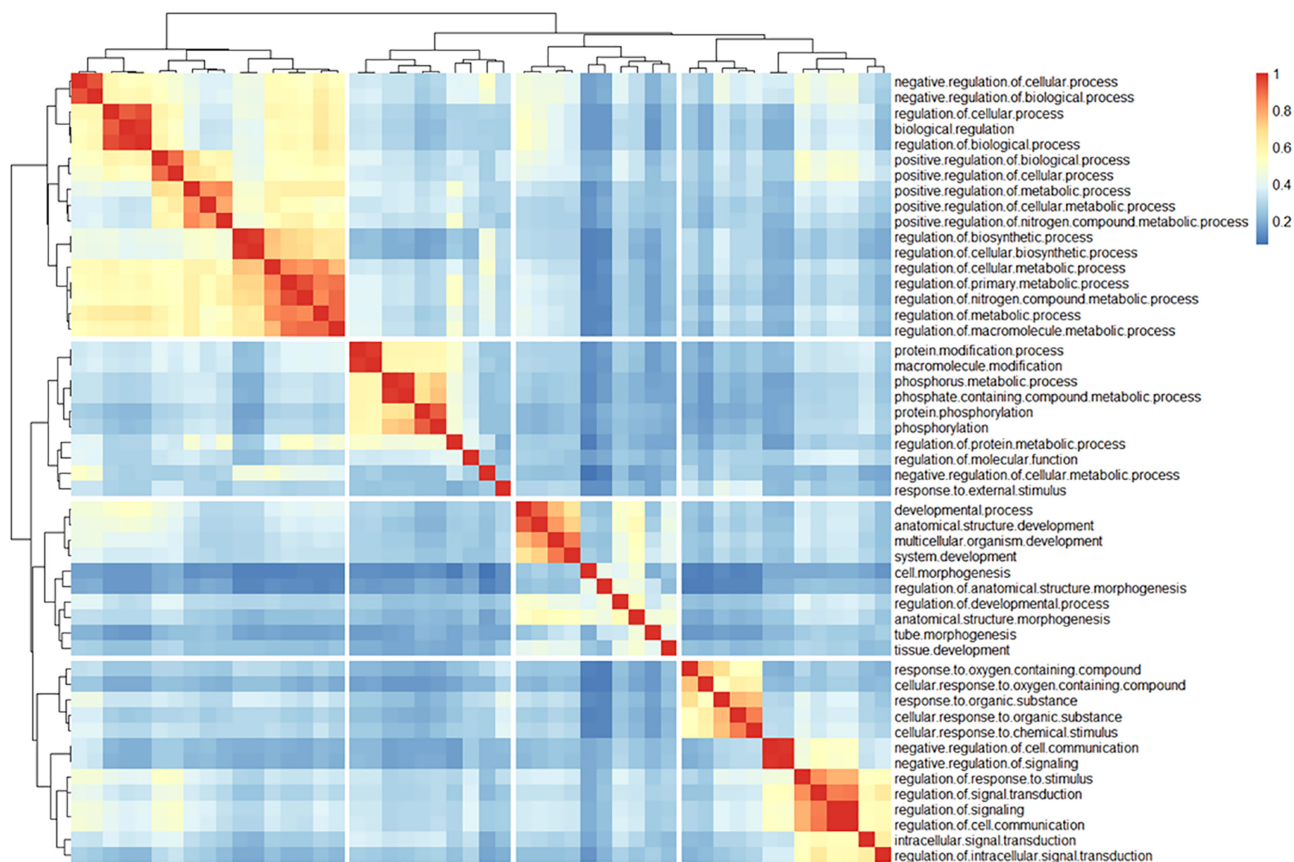 negative.regulation.of.cellular.process
negative.regulation.of.biological.process
regulation.of.cellular.process
biological.regulation
regulation.of.biological.process
positive.regulation.of.biological.process
positive.regulation.of.cellular.process
positive.regulation.of.metabolic.process
positive.regulation.of.cellular.metabolic.process
positive.regulation.of.nitrogen.compound.metabolic.process
regulation.of.biosynthetic.process
regulation.of.cellular.biosynthetic.process
regulation.of.cellular.metabolic.process
regulation.of.primary.metabolic.process
regulation.of.nitrogen.compound.metabolic.process
regulation.of.metabolic.process
regulation.of.macromolecule.metabolic.process
protein.modification.process
macromolecule.modification
phosphorus.metabolic.process
phosphate.containing.compound.metabolic.process
protein.phosphorylation
phosphorylation
regulation.of.protein.metabolic.process
regulation.of.molecular.function
negative.regulation.of.cellular.metabolic.process
response.to.external.stimulus
developmental.process
anatomical.structure.development
multicellular.organism.development
system.development
cell.morphogenesis
regulation.of.anatomical.structure.morphogenesis
regulation.of.developmental.process
anatomical.structure.morphogenesis
tube.morphogenesis
tissue.development
response.to.oxygen.containing.compound
cellular.response.to.oxygen.containing.compound
response.to.organic.substance
cellular.response.to.organic.substance
cellular.response.to.chemical.stimulus
negative.regulation.of.cell.communication
negative.regulation.of.signaling
regulation.of.response.to.stimulus
regulation.of.signal.transduction
regulation.of.signaling
regulation.of.cell.communication
intracellular.signal.transduction
regulation.of.intracellular.signal.transduction
1
0.8
0.6
0.4
0.2